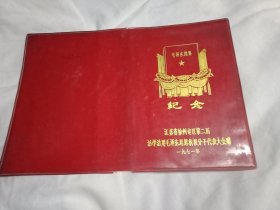 毛泽东选集
纪念
江苏省徐州专区第二届
活学活用毛泽东思想积极分子代表大会赠
一九七一年